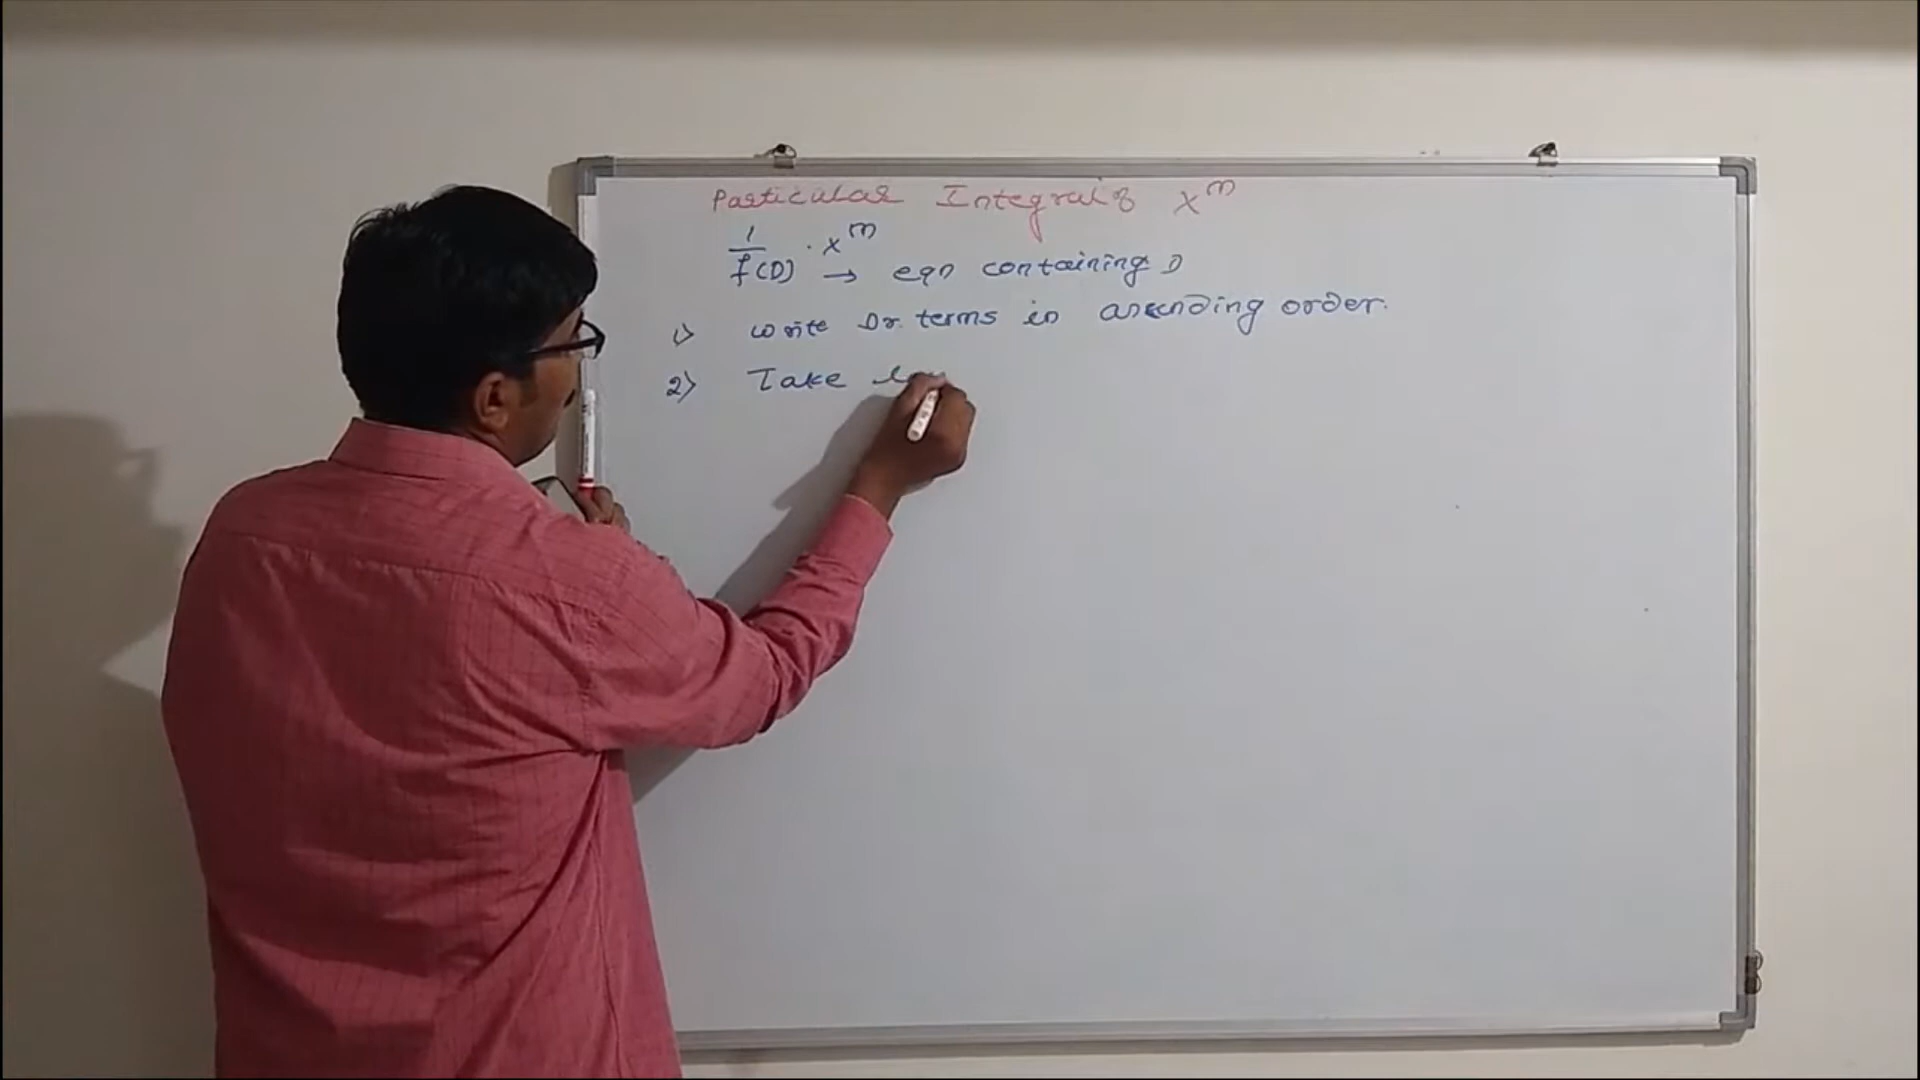 Particular Integral of x^m
1/f(D) · x^m → eqn containing D
1) write Dr. terms in ascending order.
2) Take